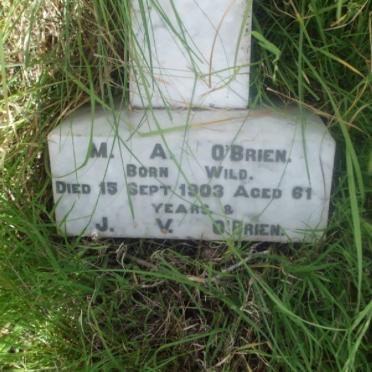 M. A. O'BRIEN.
BORN WILD.
DIED 15 SEPT. 1903 AGED 61
YEARS &
J. V. O'BRIEN.